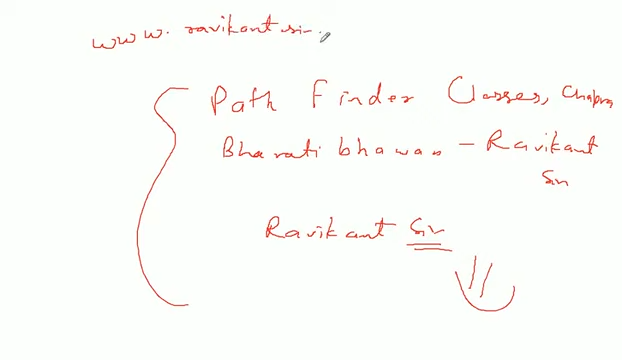 www.ravikantsir.
Path Finder Classes, Chapra
Bharati bhawan - Ravikant
Sir
Ravikant Sir